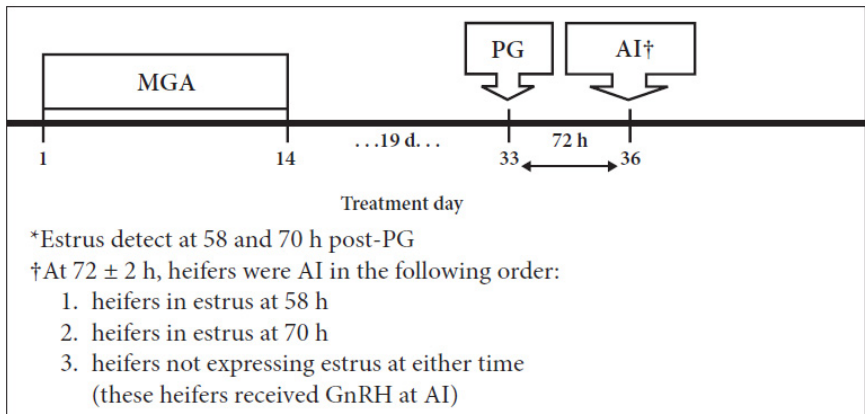 PG
AI†
MGA
...19 d...
72 h
1
14
33
36
Treatment day
*Estrus detect at 58 and 70 h post-PG
†At 72 ± 2 h, heifers were AI in the following order:
1. heifers in estrus at 58 h
2. heifers in estrus at 70 h
3. heifers not expressing estrus at either time
(these heifers received GnRH at AI)